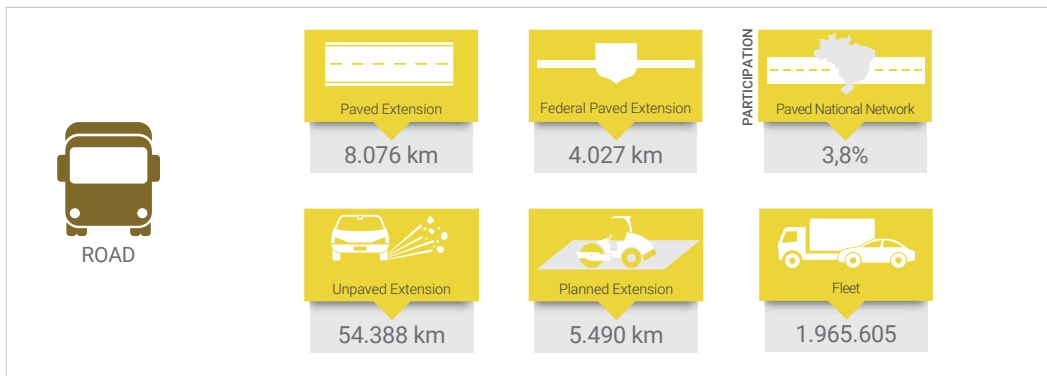 ROAD
Paved Extension
8.076 km
Federal Paved Extension
4.027 km
PARTICIPATION
Paved National Network
3,8%
Unpaved Extension
54.388 km
Planned Extension
5.490 km
Fleet
1.965.605